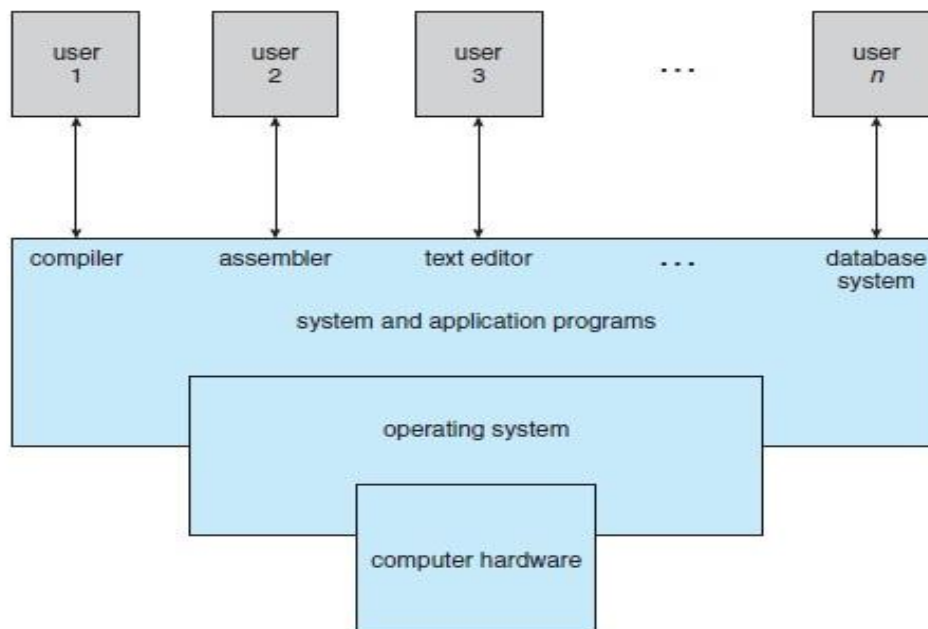 user
1
user
2
user
3
...
user
n
compiler
assembler
text editor
...
database
system
system and application programs
operating system
computer hardware